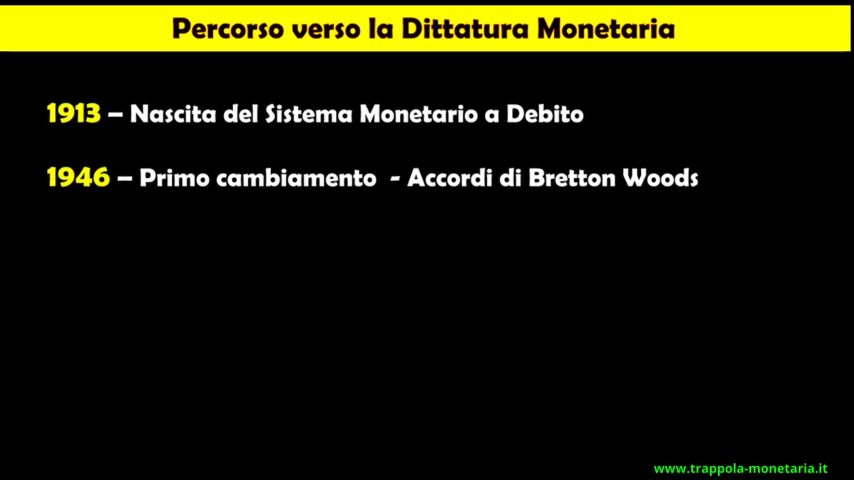 Percorso verso la Dittatura Monetaria
1913 – Nascita del Sistema Monetario a Debito
1946 – Primo cambiamento - Accordi di Bretton Woods
www.trappola-monetaria.it